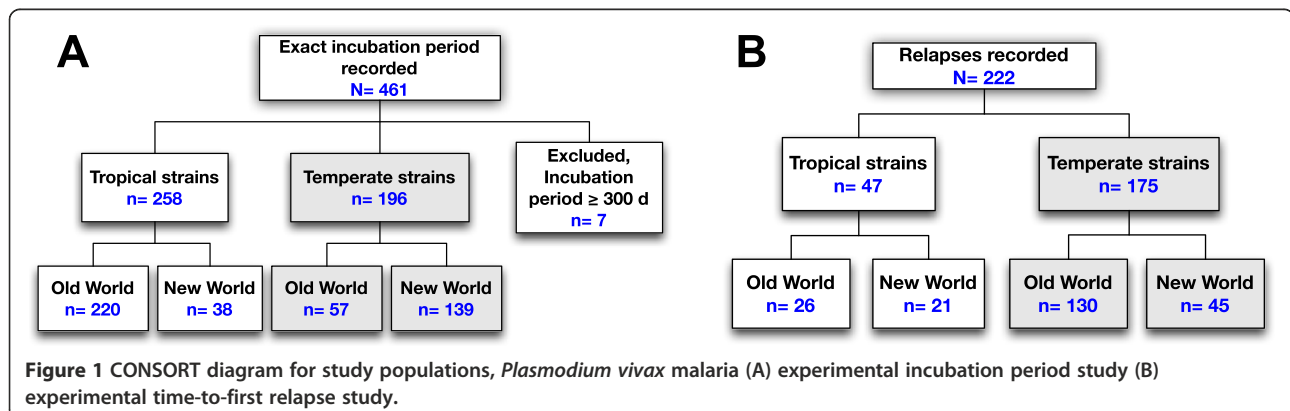 A
Exact incubation period
recorded
N= 461
Tropical strains
n= 258
Temperate strains
n= 196
Excluded,
Incubation
period ≥ 300 d
n= 7
Old World
n= 220
New World
n= 38
Old World
n= 57
New World
n= 139
B
Relapses recorded
N= 222
Tropical strains
n= 47
Temperate strains
n= 175
Old World
n= 26
New World
n= 21
Old World
n= 130
New World
n= 45
Figure 1 CONSORT diagram for study populations, Plasmodium vivax malaria (A) experimental incubation period study (B)
experimental time-to-first relapse study.